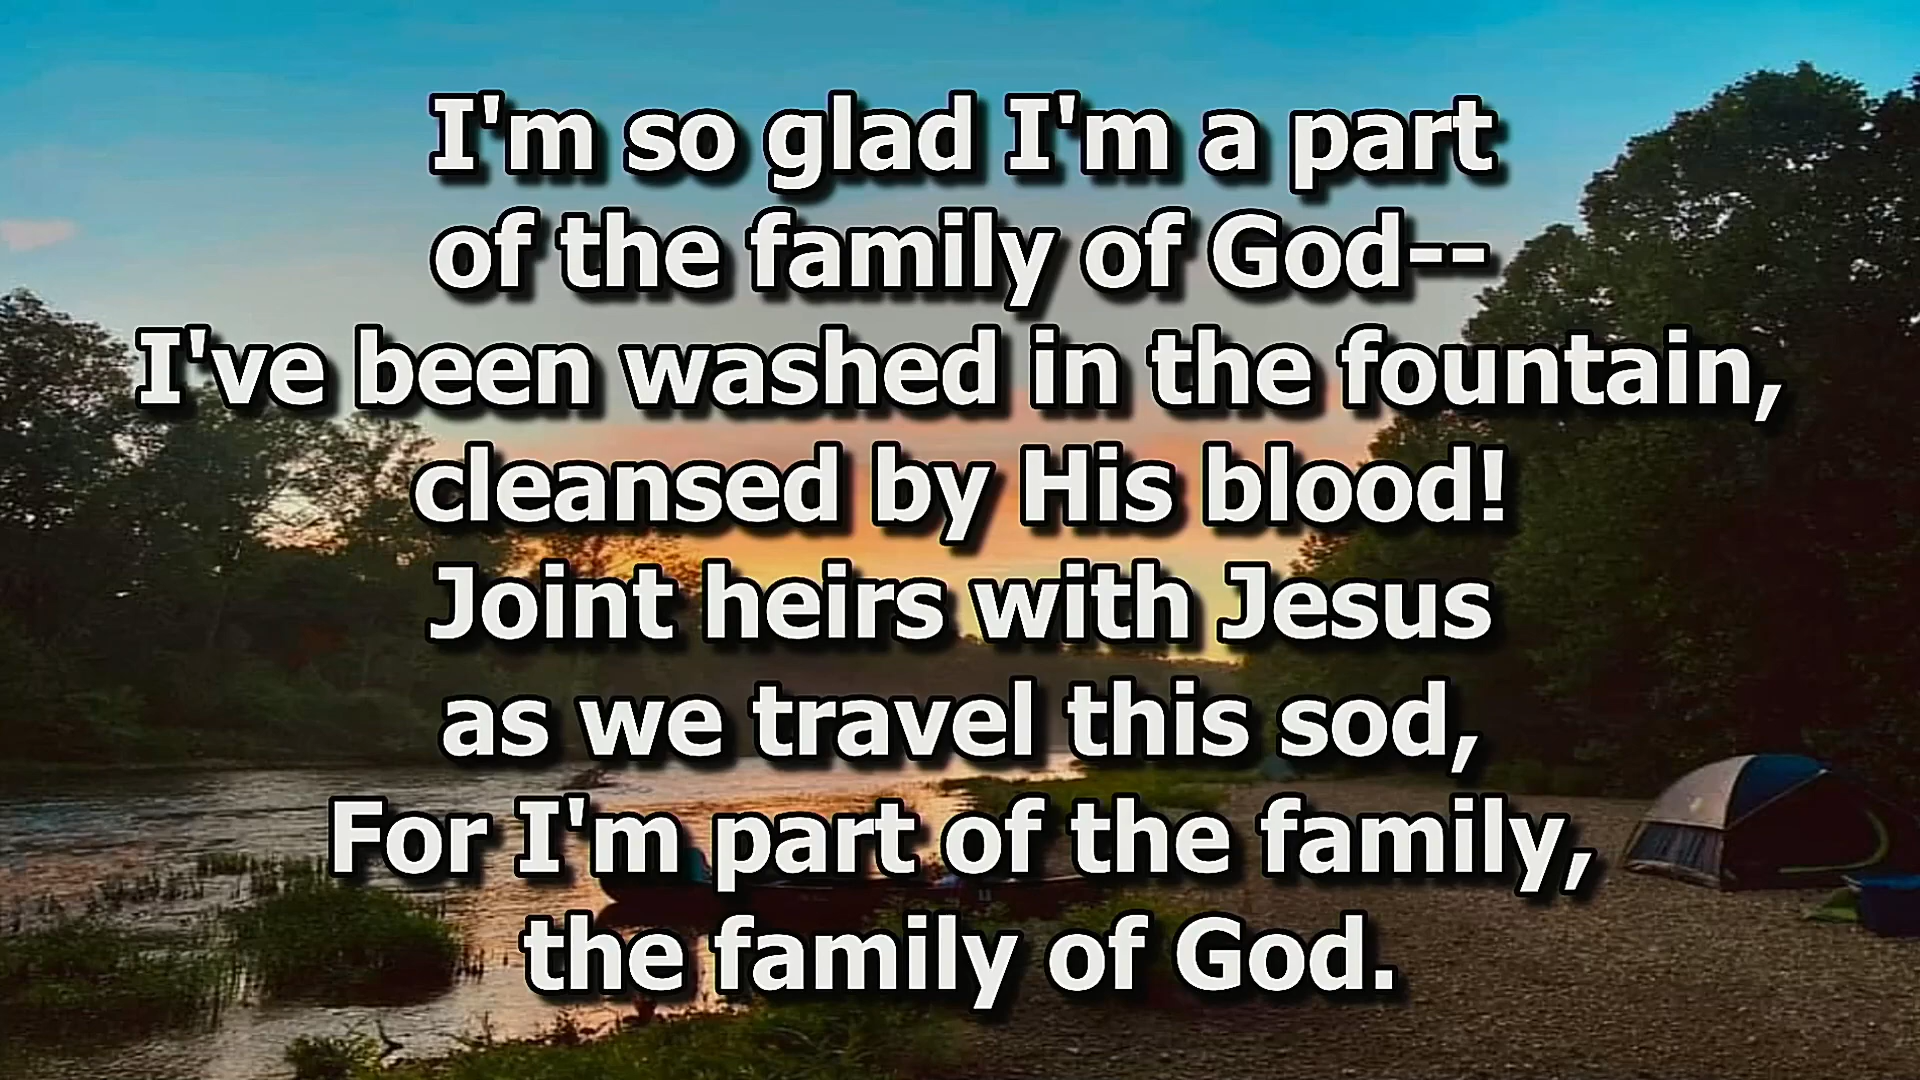 I'm so glad I'm a part
of the family of God--
I've been washed in the fountain,
cleansed by His blood!
Joint heirs with Jesus
as we travel this sod,
For I'm part of the family,
the family of God.